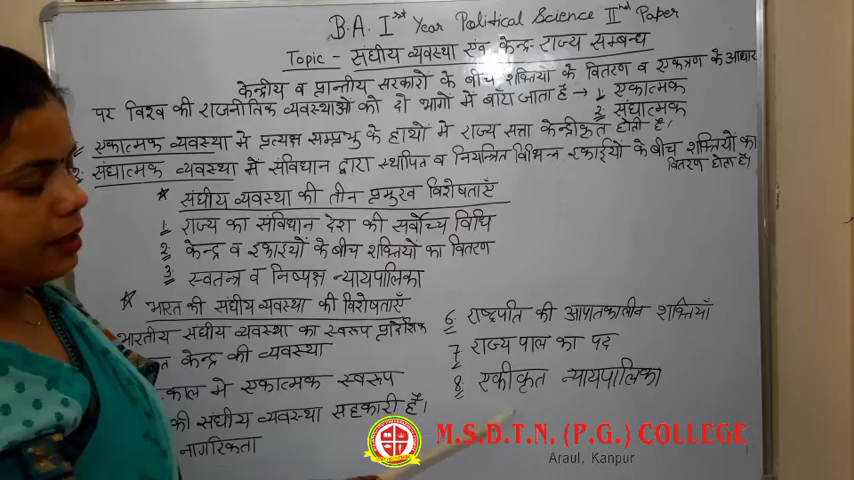 B.A. Ist Year Political Science IInd Paper
Topic - संघीय व्यवस्था एवं केन्द्र-राज्य सम्बन्ध
केन्द्रीय व प्रान्तीय सरकारों के बीच शक्तियों के वितरण व एकत्रण के आधार
पर विश्व की राजनीतिक व्यवस्थाओं को दो भागों में बाँटा जाता है → 1. एकात्मक
2. संघात्मक
1. एकात्मक व्यवस्था में प्रत्यक्ष सम्प्रभु के हाथों में राज्य सत्ता केन्द्रीकृत होती है।
2. संघात्मक व्यवस्था में संविधान द्वारा स्थापित व नियन्त्रित विभिन्न इकाईयों के बीच शक्तियों का
वितरण होता है।
* संघीय व्यवस्था की तीन प्रमुख विशेषताएँ
1. राज्य का संविधान देश की सर्वोच्च विधि
2. केन्द्र व इकाइयों के बीच शक्तियों का वितरण
3. स्वतन्त्र व निष्पक्ष न्यायपालिका
* भारत की संघीय व्यवस्था की विशेषताएँ
भारतीय संघीय व्यवस्था का स्वरूप प्रादेशिक
त केन्द्र की व्यवस्था
काल में एकात्मक स्वरूप
की संघीय व्यवस्था सहकारी है।
नागरिकता
6. राष्ट्रपति की आपातकालीन शक्तियाँ
7. राज्य पाल का पद
8. एकीकृत न्यायपालिका
M.S.D.T.N. (P.G.) COLLEGE
Araul, Kanpur